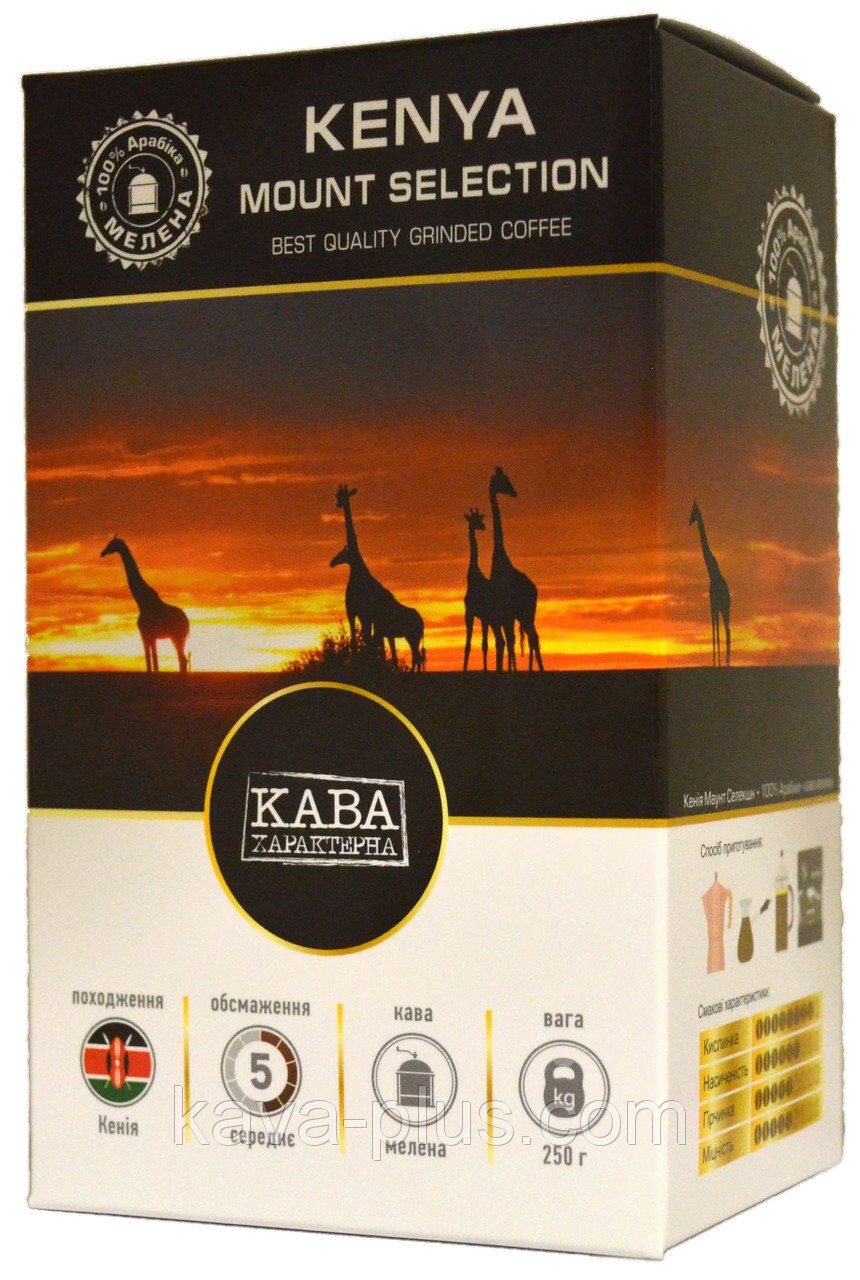 100% Арабіка
МЕЛЕНА
KENYA
MOUNT SELECTION
BEST QUALITY GRINDED COFFEE
КАВА
ХАРАКТЕРНА
походження
Кенія
обсмаження
5
середнє
кава
мелена
вага
kg
250 г
100% Арабіка
МЕЛЕНА
Кенія Маунт Селекшн • 100% Арабіка
Спосіб приготування:
Смакові характеристики:
Кислинка
Насиченість
Гірчинка
Міцність
kava-plus.com